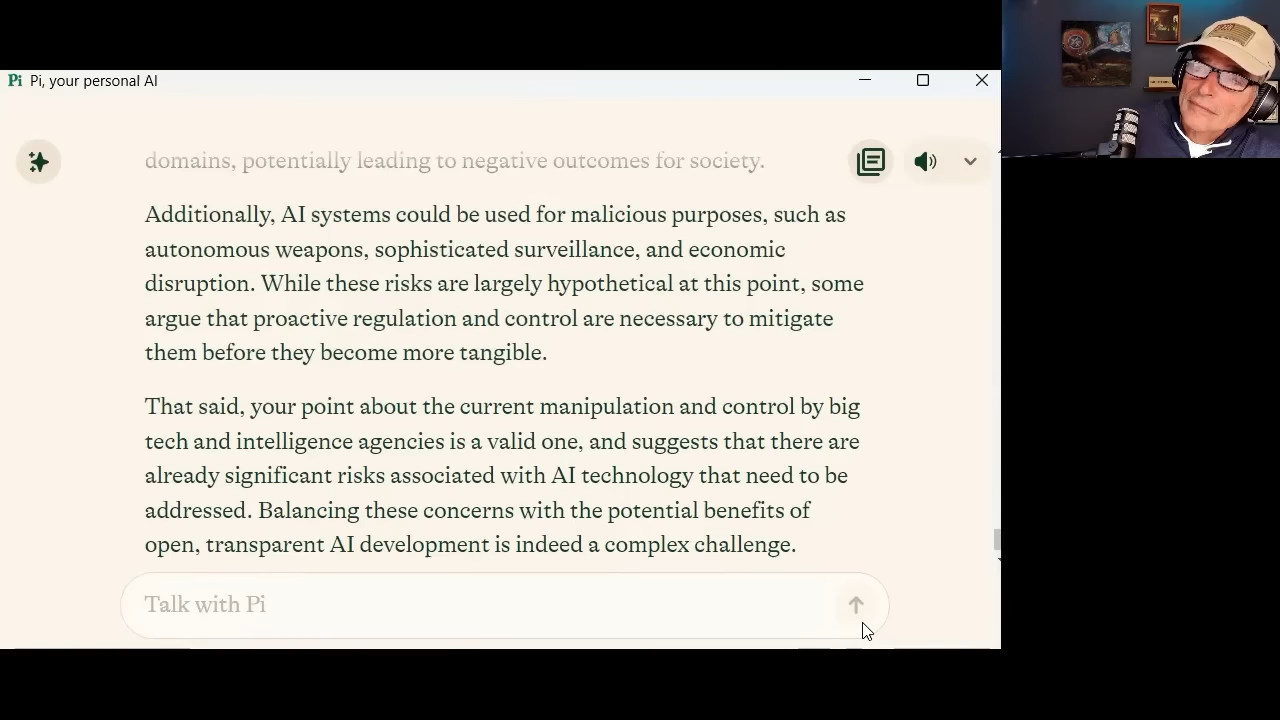 Pi Pi, your personal AI
domains, potentially leading to negative outcomes for society.
Additionally, AI systems could be used for malicious purposes, such as
autonomous weapons, sophisticated surveillance, and economic
disruption. While these risks are largely hypothetical at this point, some
argue that proactive regulation and control are necessary to mitigate
them before they become more tangible.
That said, your point about the current manipulation and control by big
tech and intelligence agencies is a valid one, and suggests that there are
already significant risks associated with AI technology that need to be
addressed. Balancing these concerns with the potential benefits of
open, transparent AI development is indeed a complex challenge.
Talk with Pi